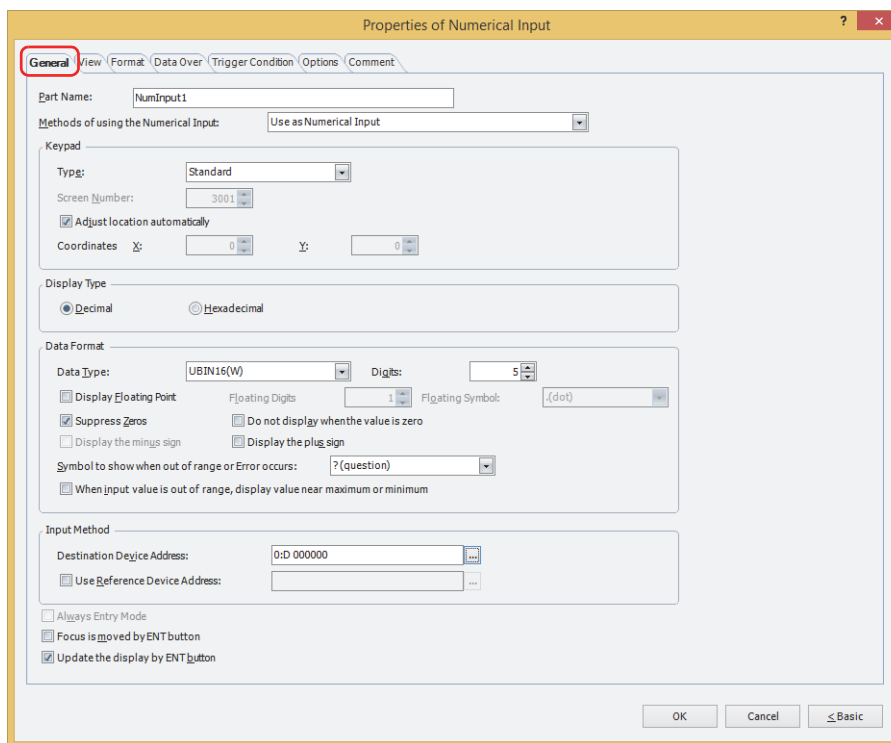 Properties of Numerical Input ? ×
General View Format Data Over Trigger Condition Options Comment
Part Name: NumInput1
Methods of using the Numerical Input: Use as Numerical Input
Keypad
Type: Standard
Screen Number: 3001
Adjust location automatically
Coordinates X: 0 Y: 0
Display Type
Decimal Hexadecimal
Data Format
Data Type: UBIN16(W) Digits: 5
Display Floating Point Floating Digits 1 Floating Symbol: .(dot)
Suppress Zeros Do not display when the value is zero
Display the minus sign Display the plus sign
Symbol to show when out of range or Error occurs: ?(question)
When input value is out of range, display value near maximum or minimum
Input Method
Destination Device Address: 0:D 000000 ...
Use Reference Device Address: ...
Always Entry Mode
Focus is moved by ENT button
Update the display by ENT button
OK Cancel < Basic